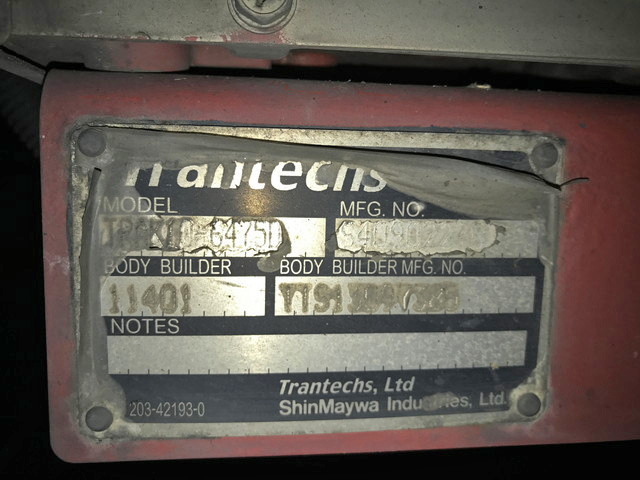 Trantechs
MODEL MFG. NO.
BODY BUILDER BODY BUILDER MFG. NO.
11401
NOTES
Trantechs, Ltd
203-42193-0 ShinMaywa Industries, Ltd.